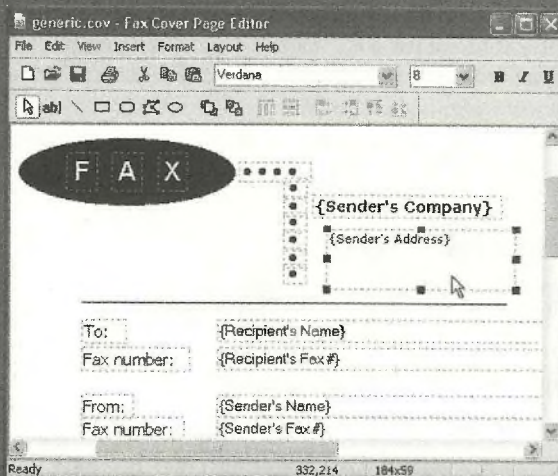 generic.cov - Fax Cover Page Editor
File Edit View Insert Format Layout Help
Verdana 8 B I U
ab|
F A X
{Sender's Company}
{Sender's Address}
To: {Recipient's Name}
Fax number: {Recipient's Fax#}
From: {Sender's Name}
Fax number: {Sender's Fax#}
Ready 332,214 184x59